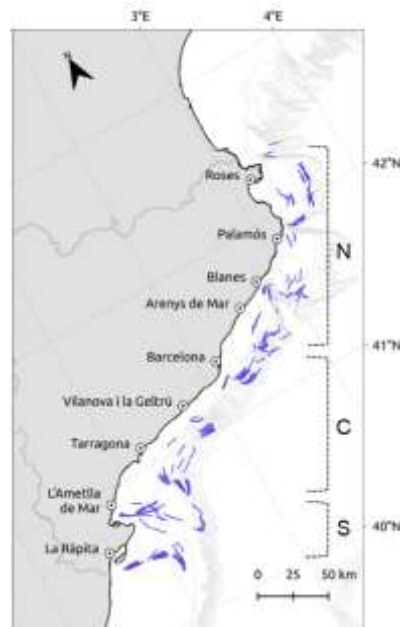 3°E 4°E
42°N
Roses
Palamós
N
Blanes
Arenys de Mar
41°N
Barcelona
Vilanova i la Geltrú
C
Tarragona
L'Ametlla
de Mar
S
40°N
La Ràpita
0 25 50 km